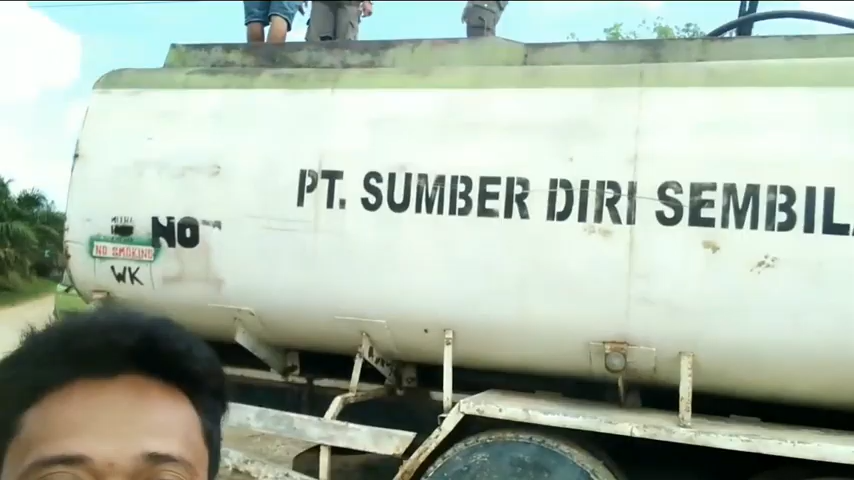 PT. SUMBER DIRI SEMBIL
NO
NO SMOKING
WK